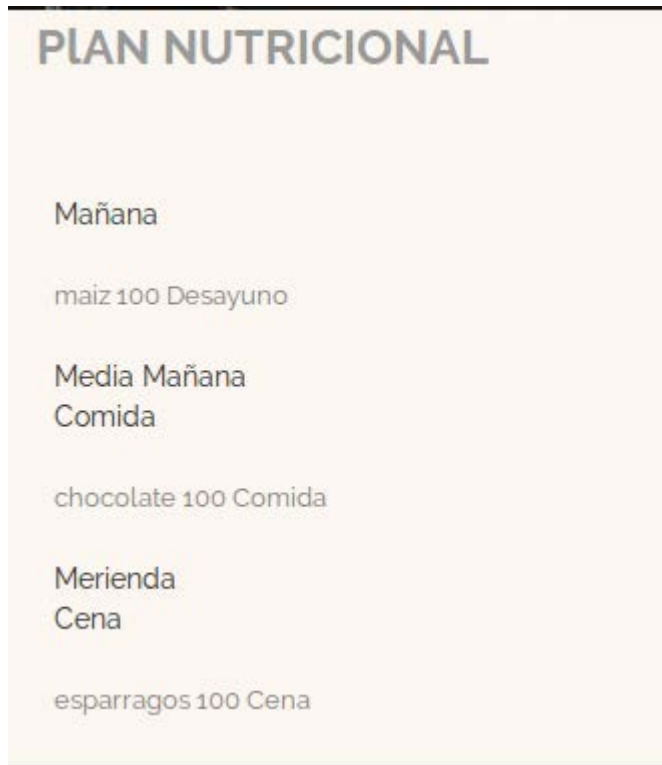 PlAN NUTRICIONAL
Mañana
maiz 100 Desayuno
Media Mañana
Comida
chocolate 100 Comida
Merienda
Cena
esparragos 100 Cena